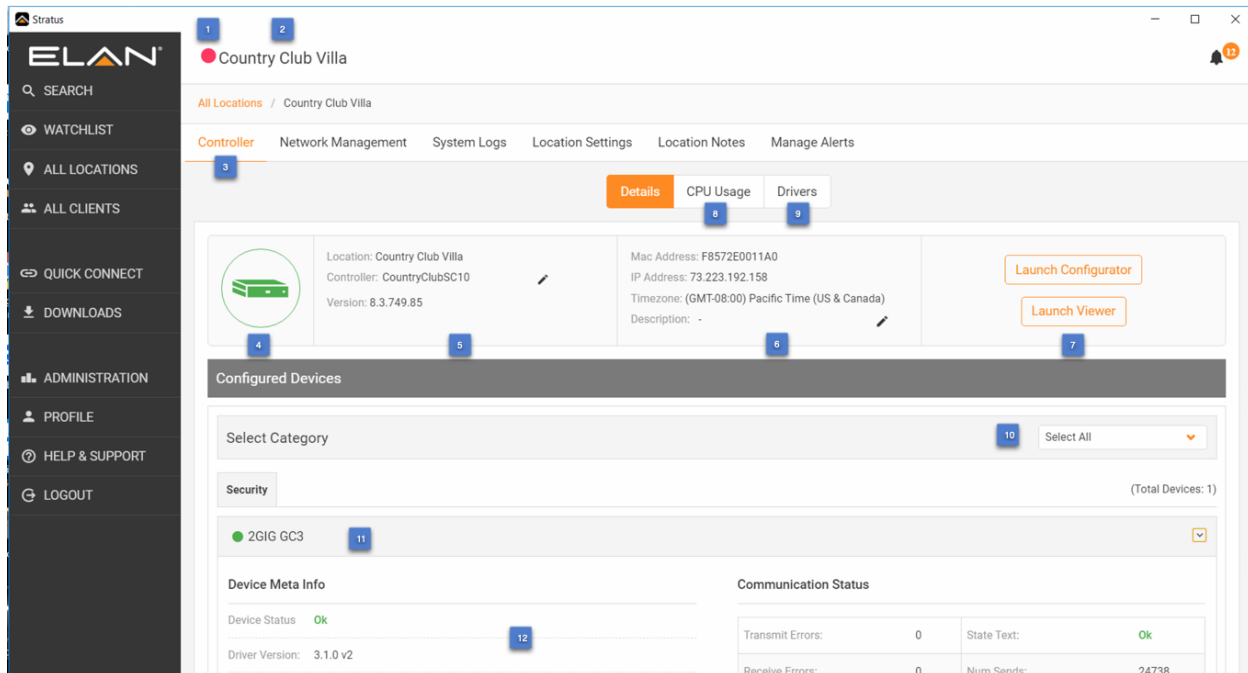 Stratus
1
2
ELAN
Country Club Villa
12
SEARCH
All Locations / Country Club Villa
WATCHLIST
Controller Network Management System Logs Location Settings Location Notes Manage Alerts
3
ALL LOCATIONS
Details CPU Usage Drivers
8
9
ALL CLIENTS
QUICK CONNECT
DOWNLOADS
ADMINISTRATION
PROFILE
HELP & SUPPORT
LOGOUT
Location: Country Club Villa
Controller: CountryClubSC10
Version: 8.3.749.85
Mac Address: F8572E0011A0
IP Address: 73.223.192.158
Timezone: (GMT-08:00) Pacific Time (US & Canada)
Description: -
Launch Configurator
Launch Viewer
4
5
6
7
Configured Devices
Select Category
10
Select All
Security
(Total Devices: 1)
2GIG GC3
11
Device Meta Info
Device Status Ok
12
Driver Version: 3.1.0 v2
Communication Status
Transmit Errors: 0 State Text: Ok
Receive Errors: 0 Num Sends: 24738